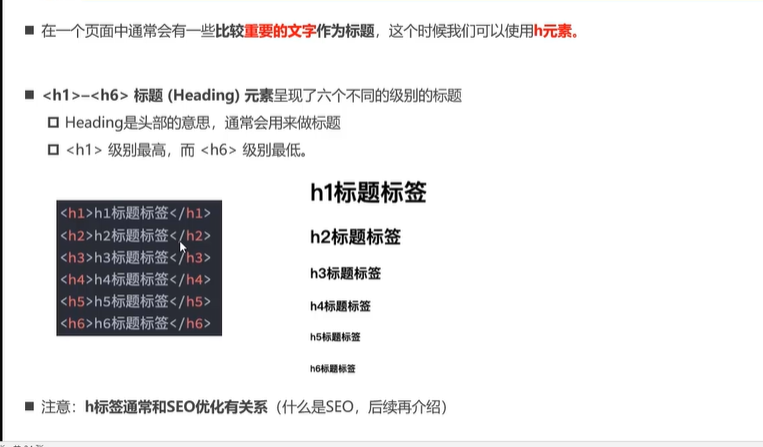 在一个页面中通常会有一些比较重要的文字作为标题，这个时候我们可以使用h元素。
<h1>–<h6> 标题 (Heading) 元素呈现了六个不同的级别的标题
Heading是头部的意思，通常会用来做标题
<h1> 级别最高，而 <h6> 级别最低。
<h1>h1标题标签</h1>
<h2>h2标题标签</h2>
<h3>h3标题标签</h3>
<h4>h4标题标签</h4>
<h5>h5标题标签</h5>
<h6>h6标题标签</h6>
h1标题标签
h2标题标签
h3标题标签
h4标题标签
h5标题标签
h6标题标签
注意：h标签通常和SEO优化有关系（什么是SEO，后续再介绍）